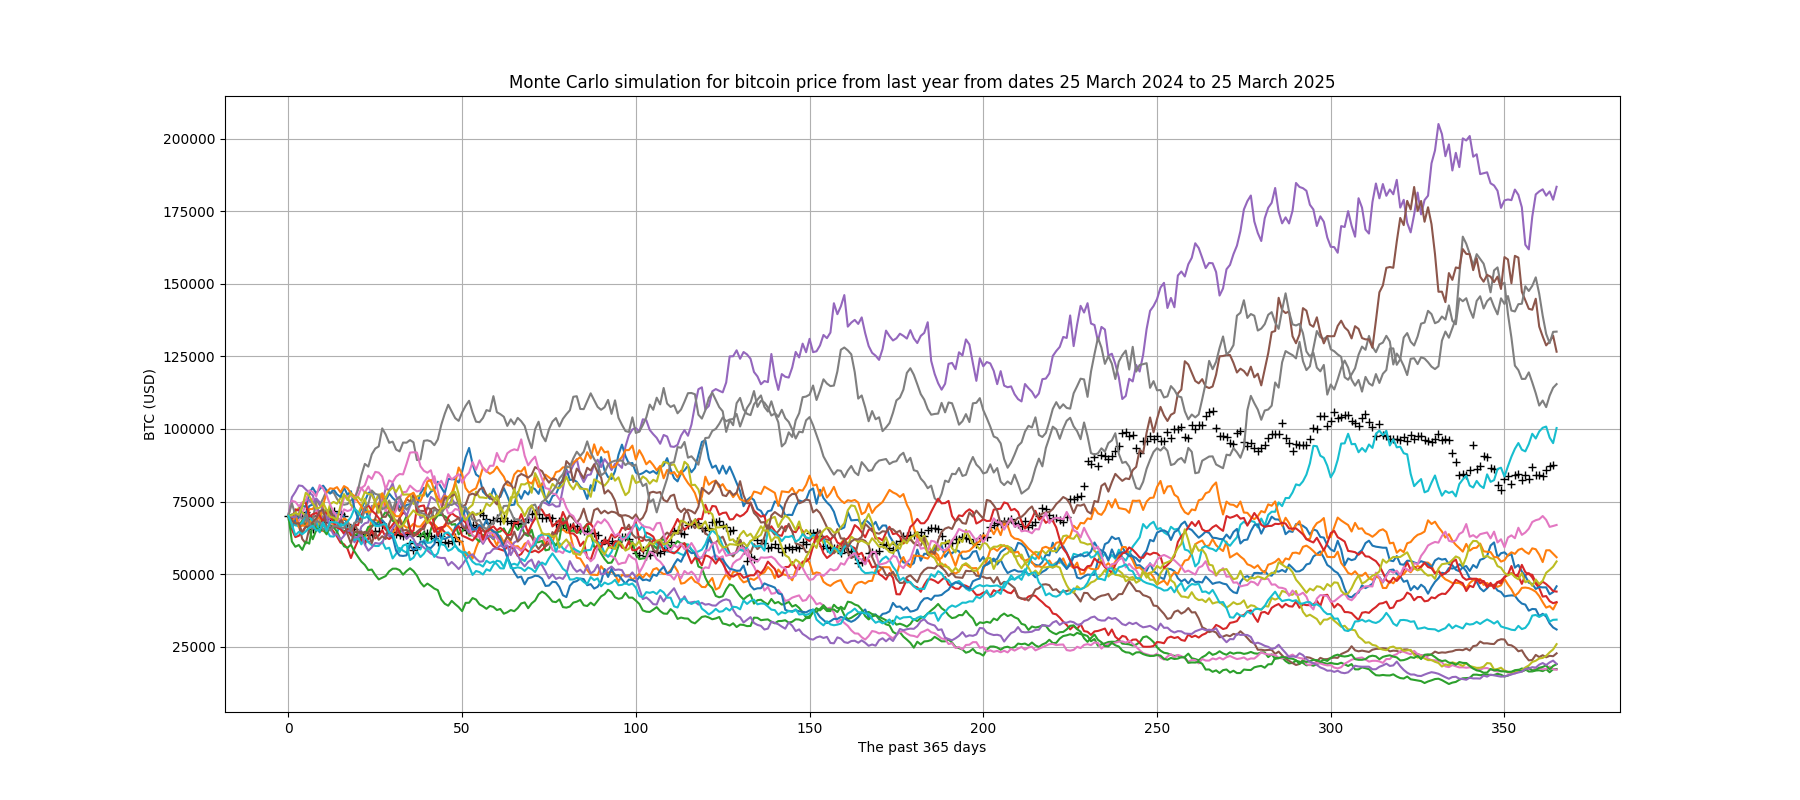 Monte Carlo simulation for bitcoin price from last year from dates 25 March 2024 to 25 March 2025
BTC (USD)
200000
175000
150000
125000
100000
75000
50000
25000
0 50 100 150 200 250 300 350
The past 365 days